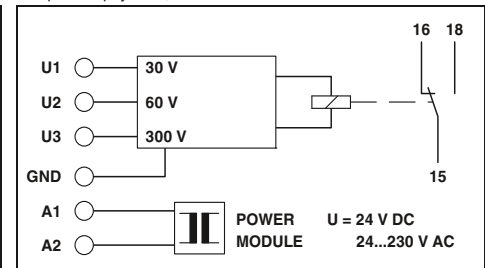 16 18
U1 30 V
U2 60 V
U3 300 V
GND
15
A1
POWER U = 24 V DC
A2 MODULE 24...230 V AC